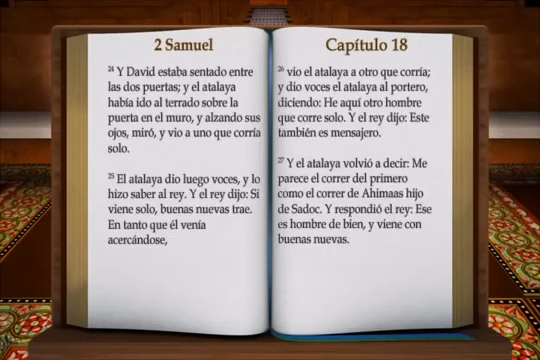 2 Samuel
24 Y David estaba sentado entre
las dos puertas; y el atalaya
había ido al terrado sobre la
puerta en el muro, y alzando sus
ojos, miró, y vio a uno que corría
solo.
25 El atalaya dio luego voces, y lo
hizo saber al rey. Y el rey dijo: Si
viene solo, buenas nuevas trae.
En tanto que él venía
acercándose,
Capítulo 18
26 vio el atalaya a otro que corría;
y dio voces el atalaya al portero,
diciendo: He aquí otro hombre
que corre solo. Y el rey dijo: Este
también es mensajero.
27 Y el atalaya volvió a decir: Me
parece el correr del primero
como el correr de Ahimaas hijo
de Sadoc. Y respondió el rey: Ese
es hombre de bien, y viene con
buenas nuevas.